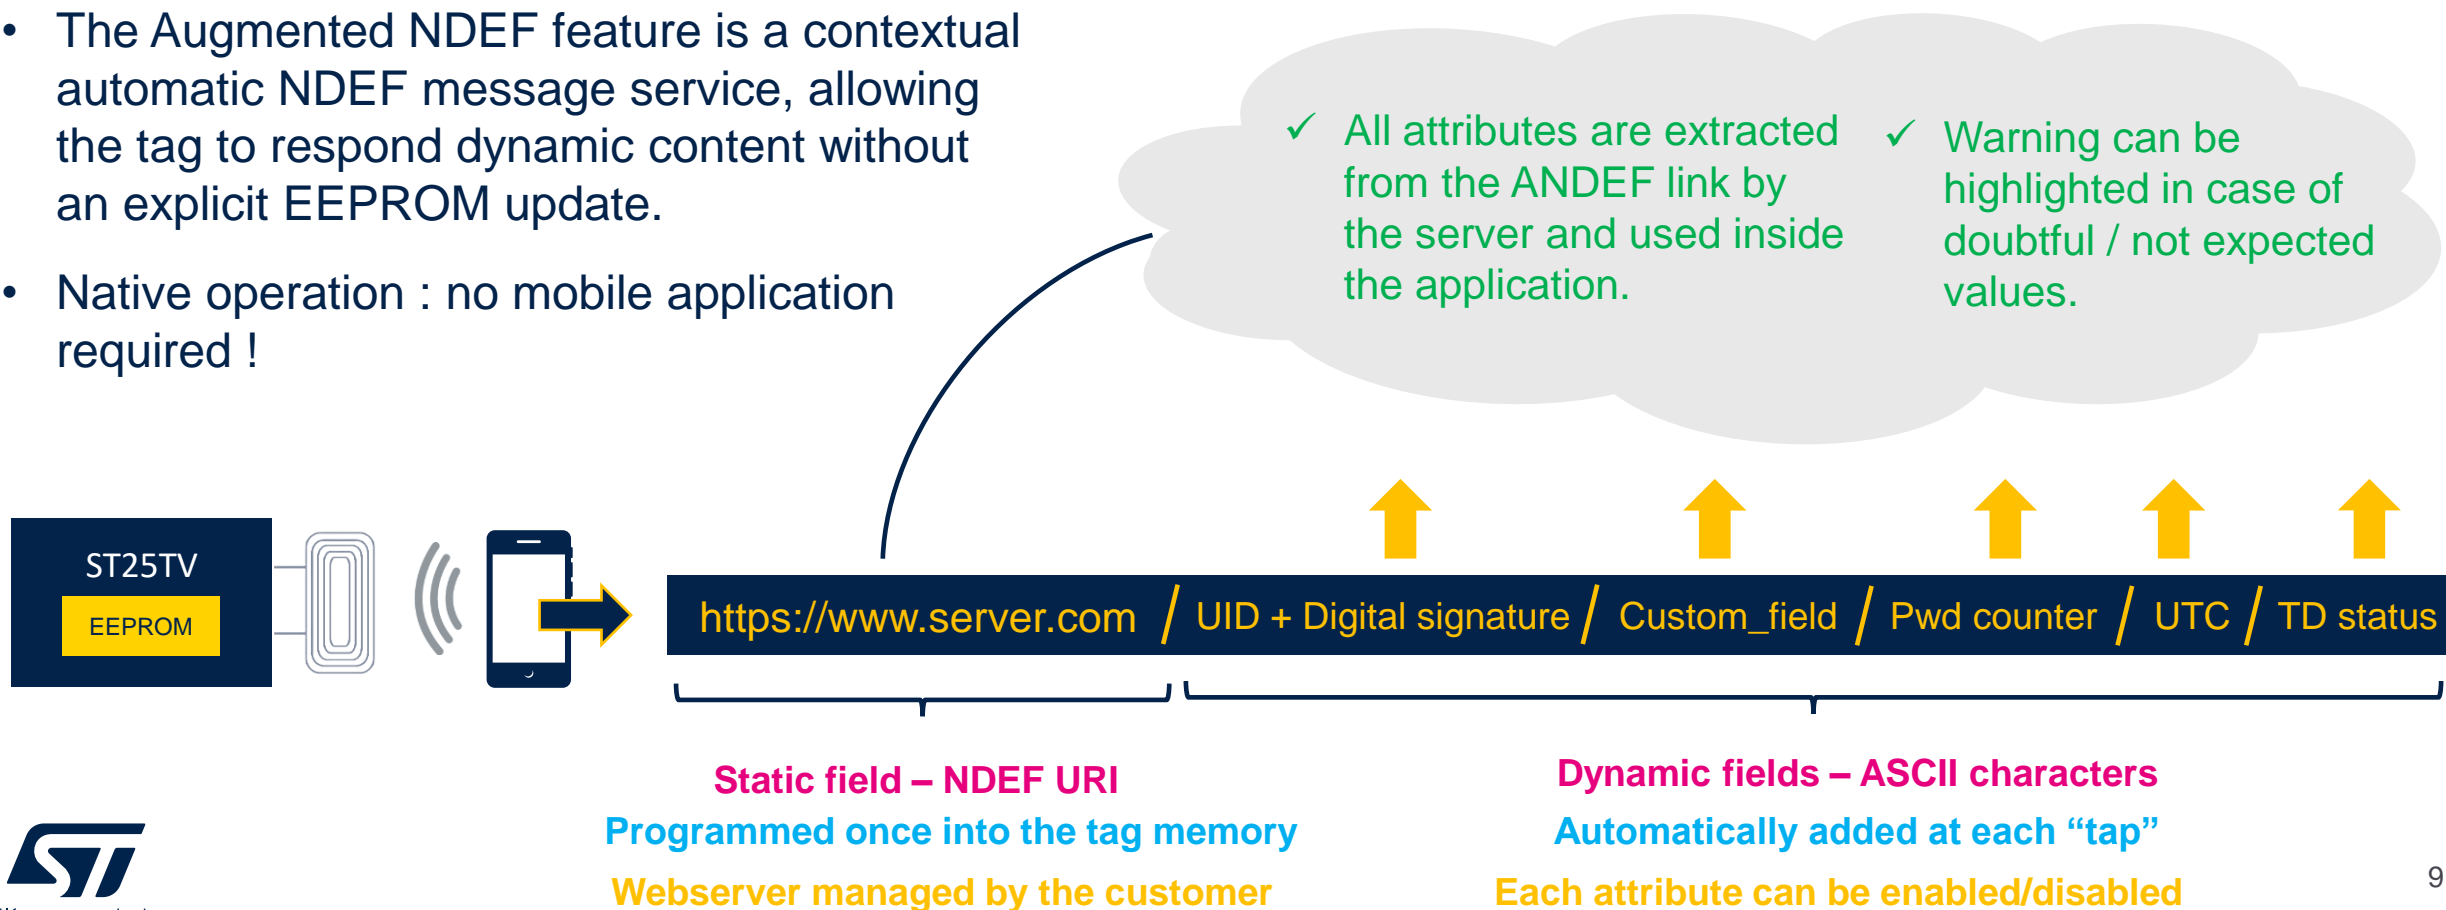 • The Augmented NDEF feature is a contextual
automatic NDEF message service, allowing
the tag to respond dynamic content without
an explicit EEPROM update.
• Native operation : no mobile application
required !
✓ All attributes are extracted
from the ANDEF link by
the server and used inside
the application.
✓ Warning can be
highlighted in case of
doubtful / not expected
values.
ST25TV
EEPROM
https://www.server.com / UID + Digital signature / Custom_field / Pwd counter / UTC / TD status
Static field – NDEF URI
Programmed once into the tag memory
Webserver managed by the customer
Dynamic fields – ASCII characters
Automatically added at each “tap”
Each attribute can be enabled/disabled
ST
9